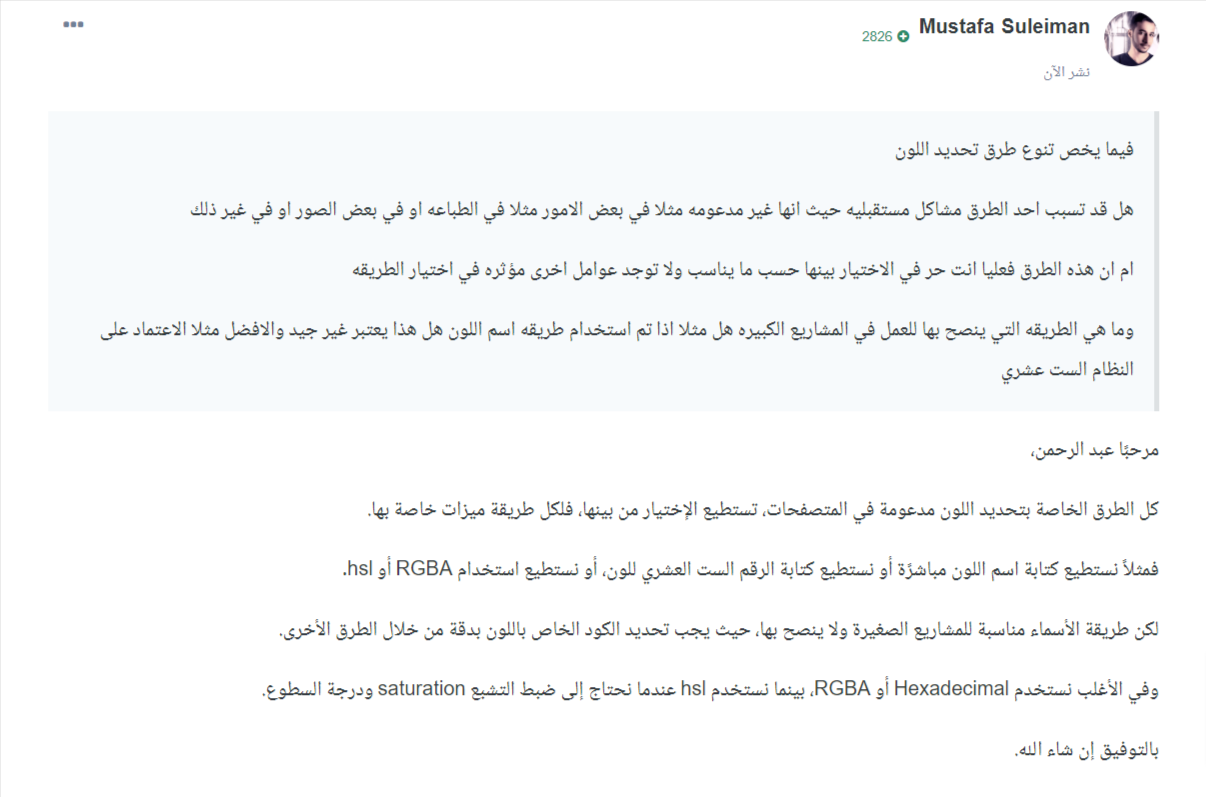 Mustafa Suleiman
2826
نشر الآن
فيما يخص تنوع طرق تحديد اللون
هل قد تسبب احد الطرق مشاكل مستقبليه حيث انها غير مدعومه مثلا في بعض الامور مثلا في الطباعه او في بعض الصور او في غير ذلك
ام ان هذه الطرق فعليا انت حر في الاختيار بينها حسب ما يناسب ولا توجد عوامل اخرى مؤثره في اختيار الطريقه
وما هي الطريقه التي ينصح بها للعمل في المشاريع الكبيره هل مثلا اذا تم استخدام طريقه اسم اللون هل هذا يعتبر غير جيد والافضل مثلا الاعتماد على
النظام الست عشري
مرحبًا عبد الرحمن،
كل الطرق الخاصة بتحديد اللون مدعومة في المتصفحات، تستطيع الإختيار من بينها، فلكل طريقة ميزات خاصة بها.
فمثلاً نستطيع كتابة اسم اللون مباشرًة أو نستطيع كتابة الرقم الست العشري للون، أو نستطيع استخدام RGBA أو hsl.
لكن طريقة الأسماء مناسبة للمشاريع الصغيرة ولا ينصح بها، حيث يجب تحديد الكود الخاص باللون بدقة من خلال الطرق الأخرى.
وفي الأغلب نستخدم Hexadecimal أو RGBA، بينما نستخدم hsl عندما نحتاج إلى ضبط التشبع saturation ودرجة السطوع.
بالتوفيق إن شاء الله.